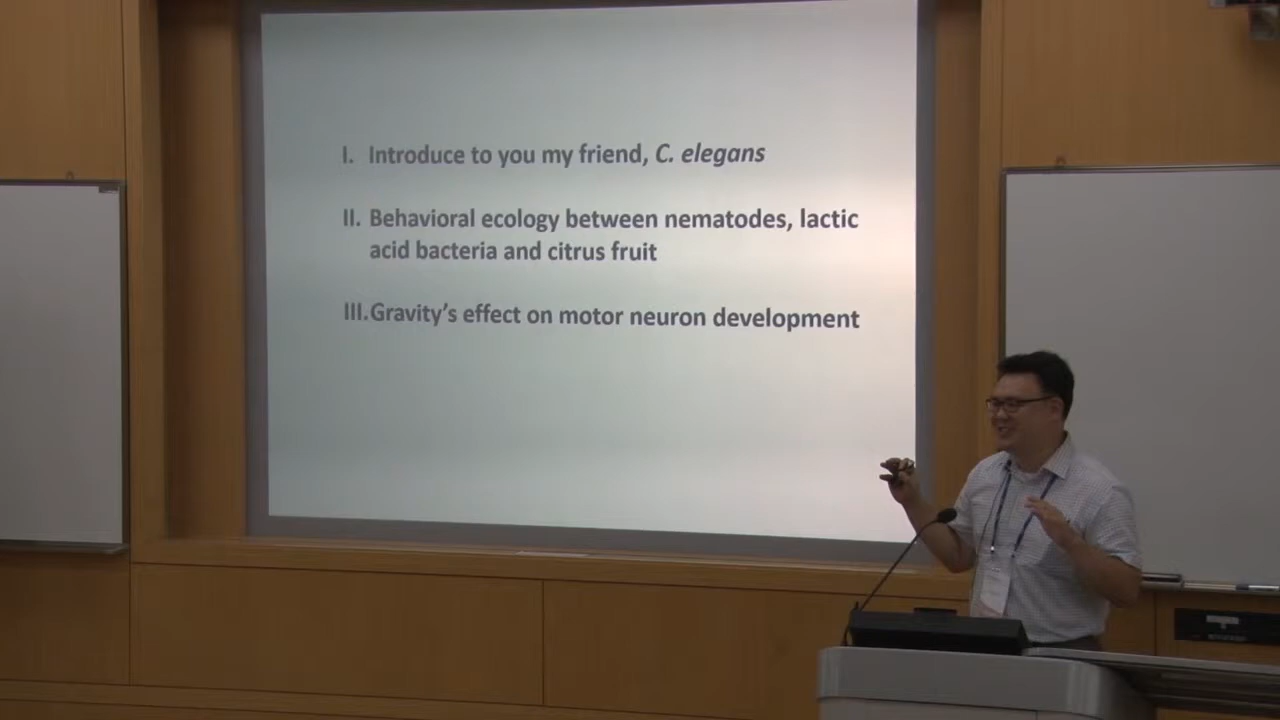 I. Introduce to you my friend, C. elegans
II. Behavioral ecology between nematodes, lactic
acid bacteria and citrus fruit
III. Gravity's effect on motor neuron development